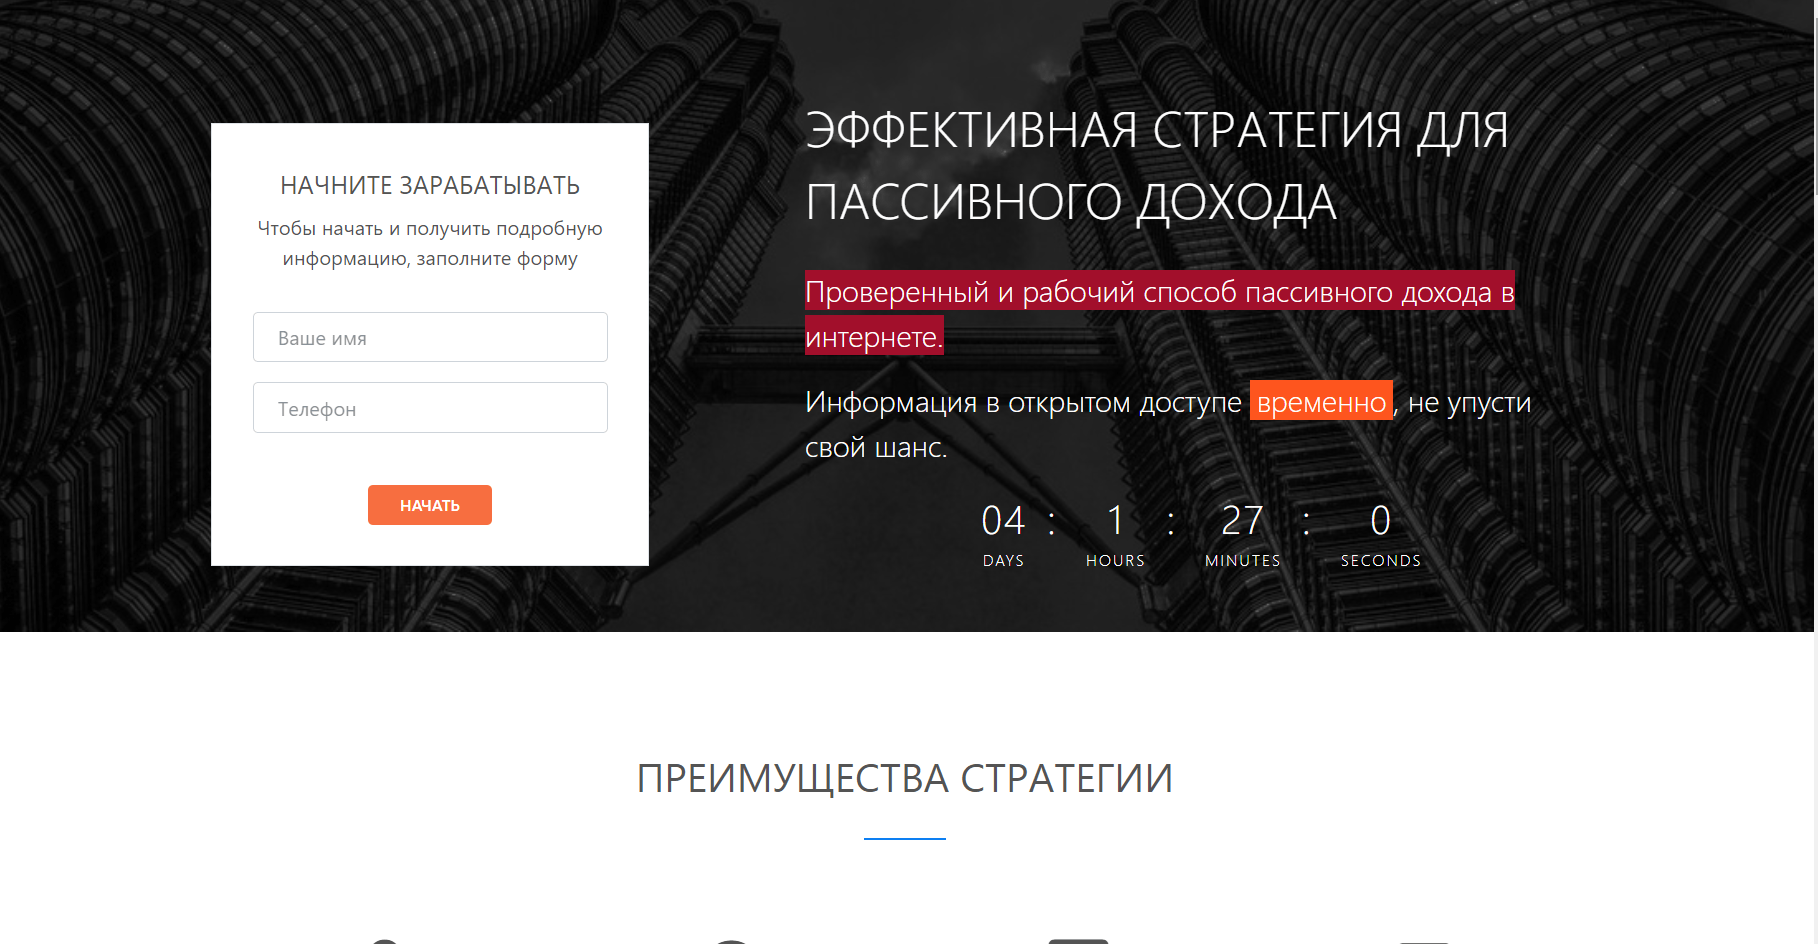 НАЧНИТЕ ЗАРАБАТЫВАТЬ
Чтобы начать и получить подробную
информацию, заполните форму
Ваше имя
Телефон
НАЧАТЬ
ЭФФЕКТИВНАЯ СТРАТЕГИЯ ДЛЯ
ПАССИВНОГО ДОХОДА
Проверенный и рабочий способ пассивного дохода в
интернете.
Информация в открытом доступе временно, не упусти
свой шанс.
04 : 1 : 27 : 0
DAYS HOURS MINUTES SECONDS
ПРЕИМУЩЕСТВА СТРАТЕГИИ